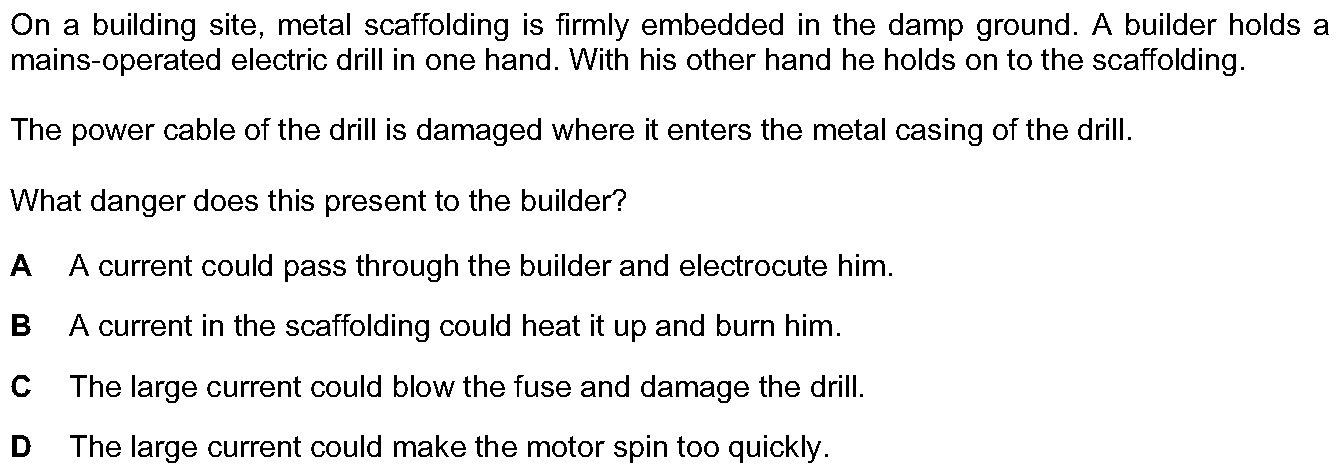 On a building site, metal scaffolding is firmly embedded in the damp ground. A builder holds a
mains-operated electric drill in one hand. With his other hand he holds on to the scaffolding.
The power cable of the drill is damaged where it enters the metal casing of the drill.
What danger does this present to the builder?
A A current could pass through the builder and electrocute him.
B A current in the scaffolding could heat it up and burn him.
C The large current could blow the fuse and damage the drill.
D The large current could make the motor spin too quickly.